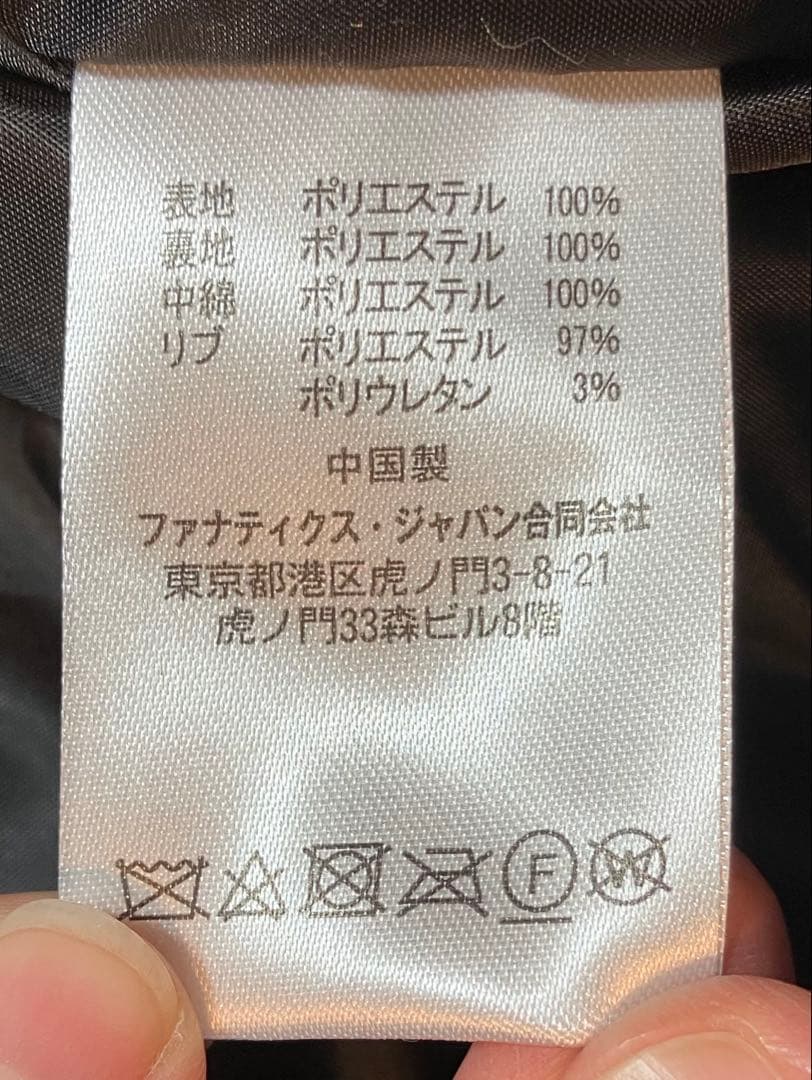 表地 ポリエステル 100%
裏地 ポリエステル 100%
中綿 ポリエステル 100%
リブ ポリエステル 97%
ポリウレタン 3%
中国製
ファナティクス・ジャパン合同会社
東京都港区虎ノ門3-8-21
虎ノ門33森ビル8階
F W